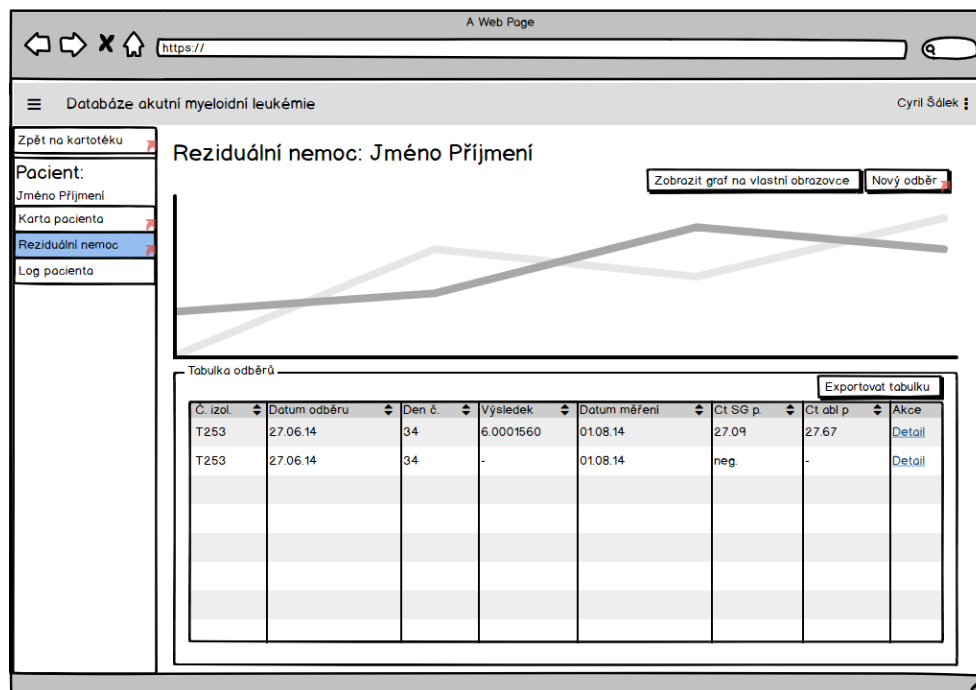 A Web Page
https://
Databáze akutní myeloidní leukémie
Cyril Šálek
Zpět na kartotéku
Pacient:
Jméno Příjmení
Karta pacienta
Reziduální nemoc
Log pacienta
Reziduální nemoc: Jméno Příjmení
Zobrazit graf na vlastní obrazovce Nový odběr
Tabulka odběrů
Exportovat tabulku
Č. izol. Datum odběru Den č. Výsledek Datum měření Ct SG p. Ct abl p Akce
T253 27.06.14 34 6.0001560 01.08.14 27.09 27.67 Detail
T253 27.06.14 34 - 01.08.14 neg. - Detail